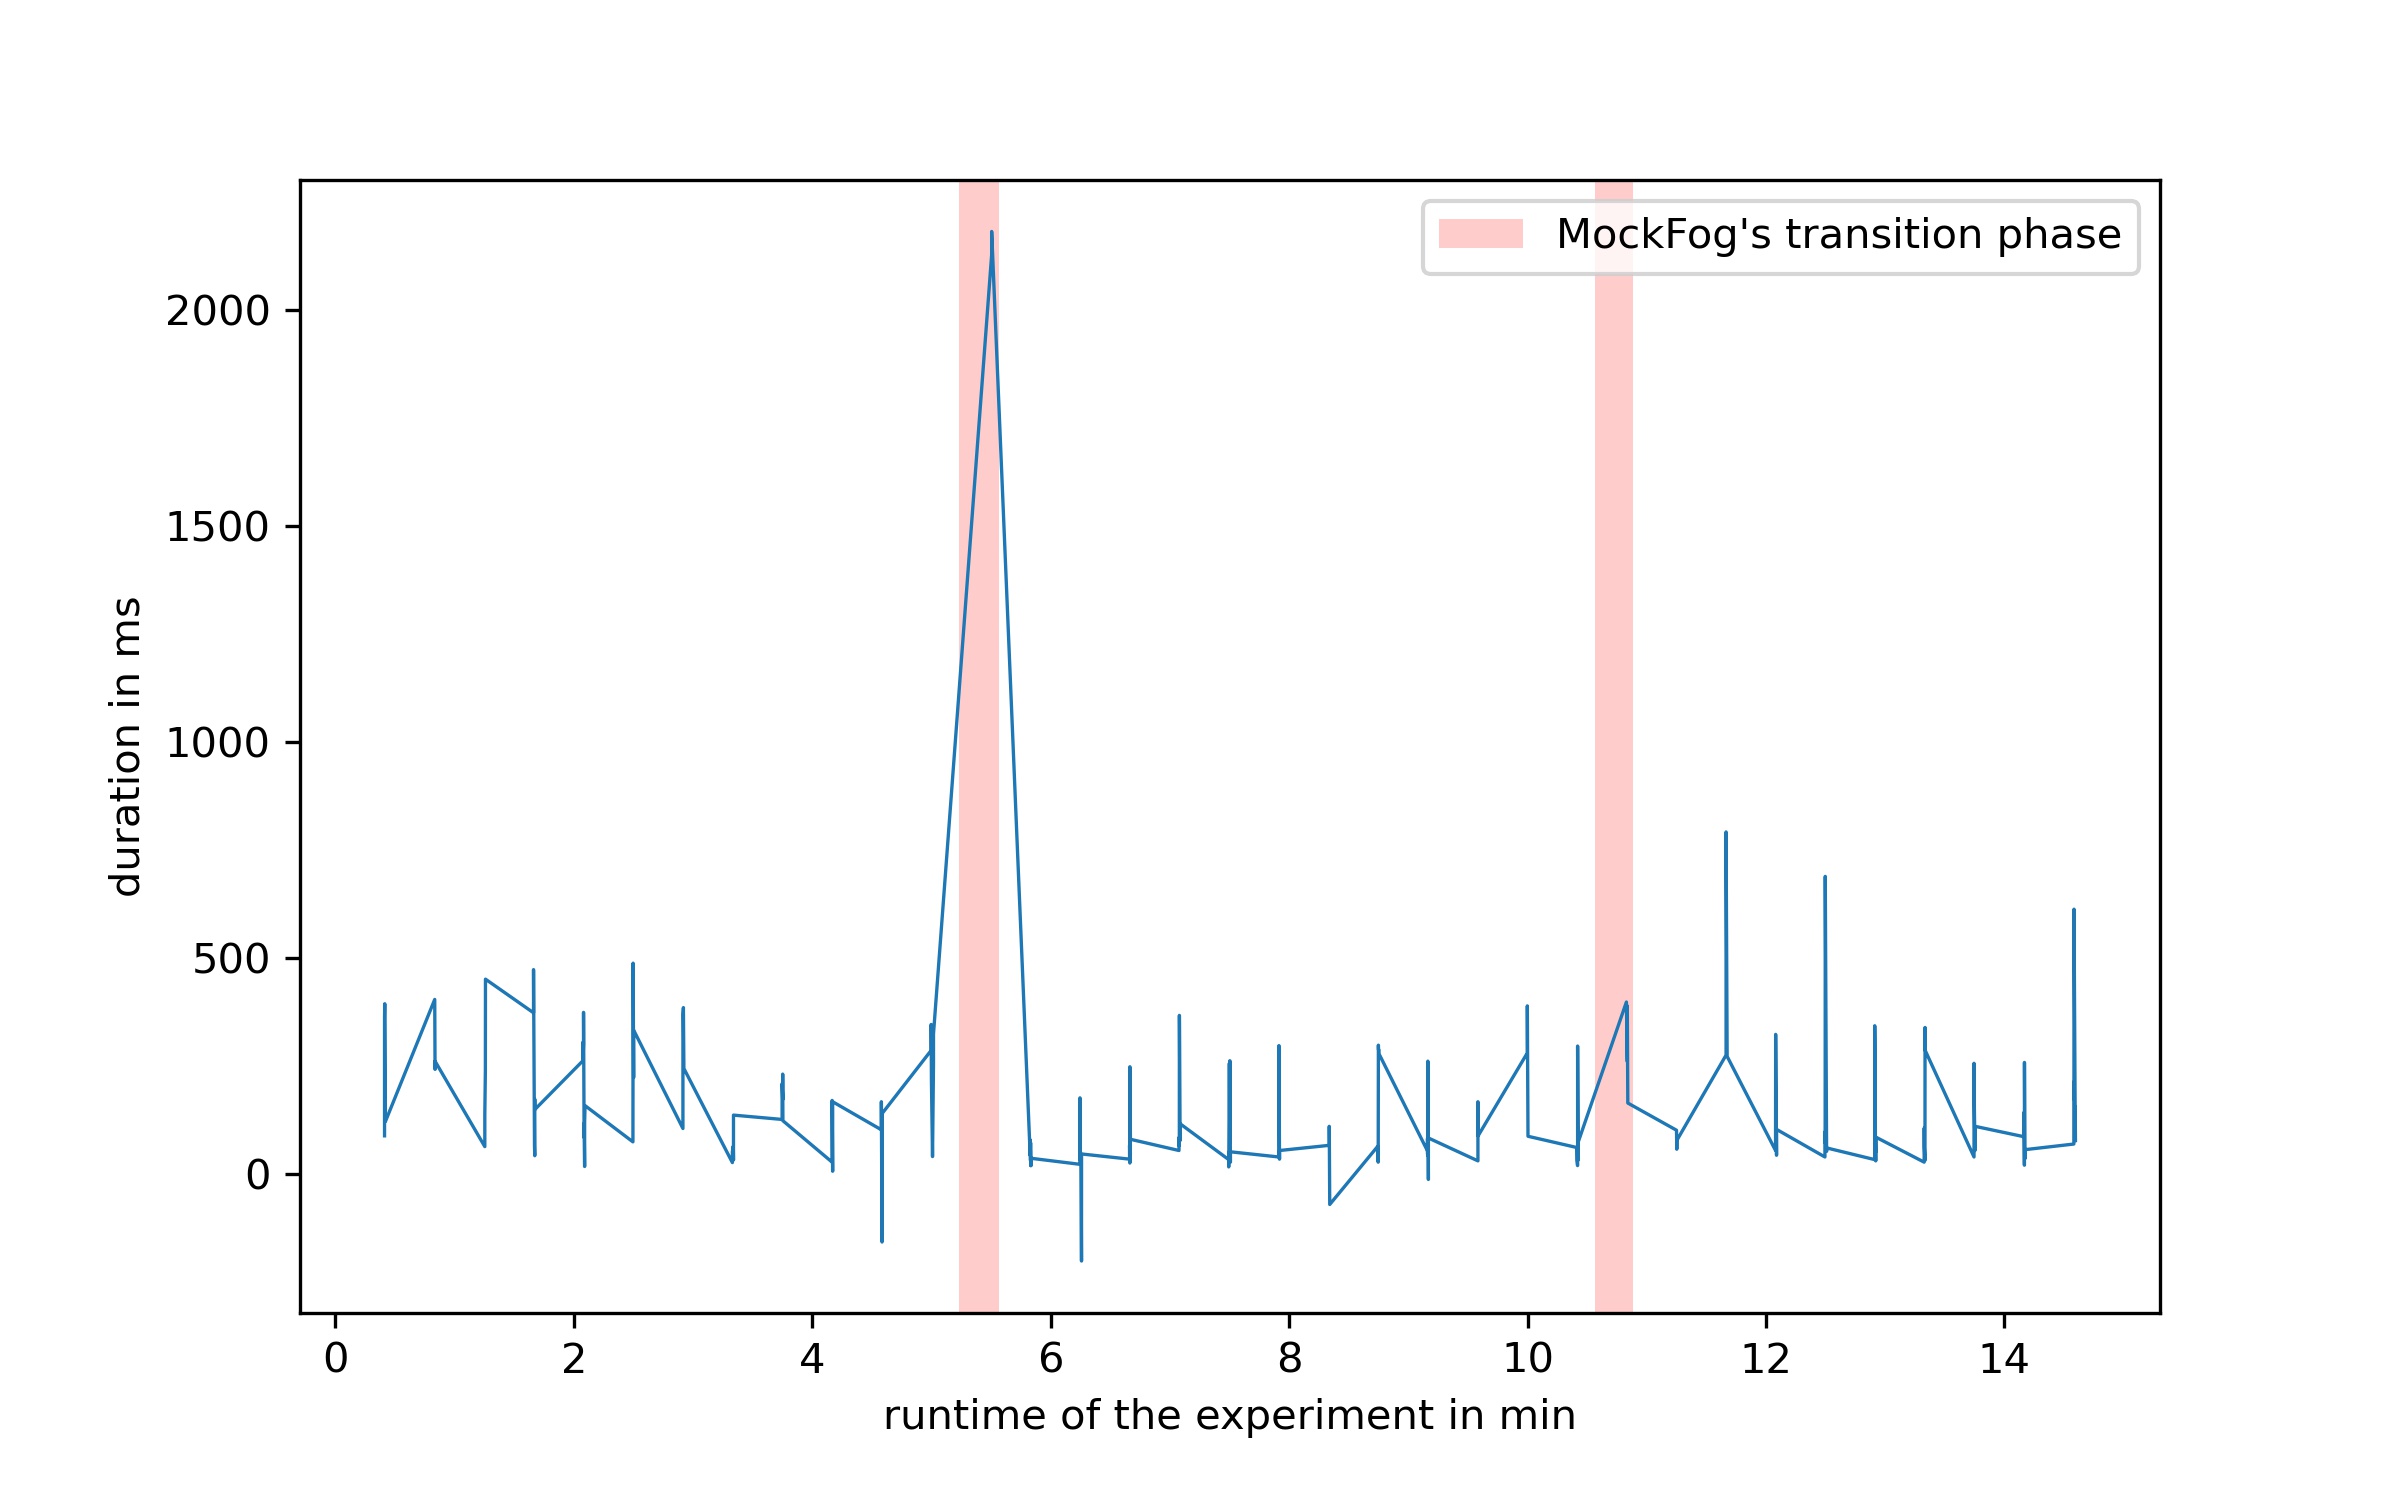 MockFog's transition phase
2000
1500
1000
500
0
duration in ms
0 2 4 6 8 10 12 14
runtime of the experiment in min